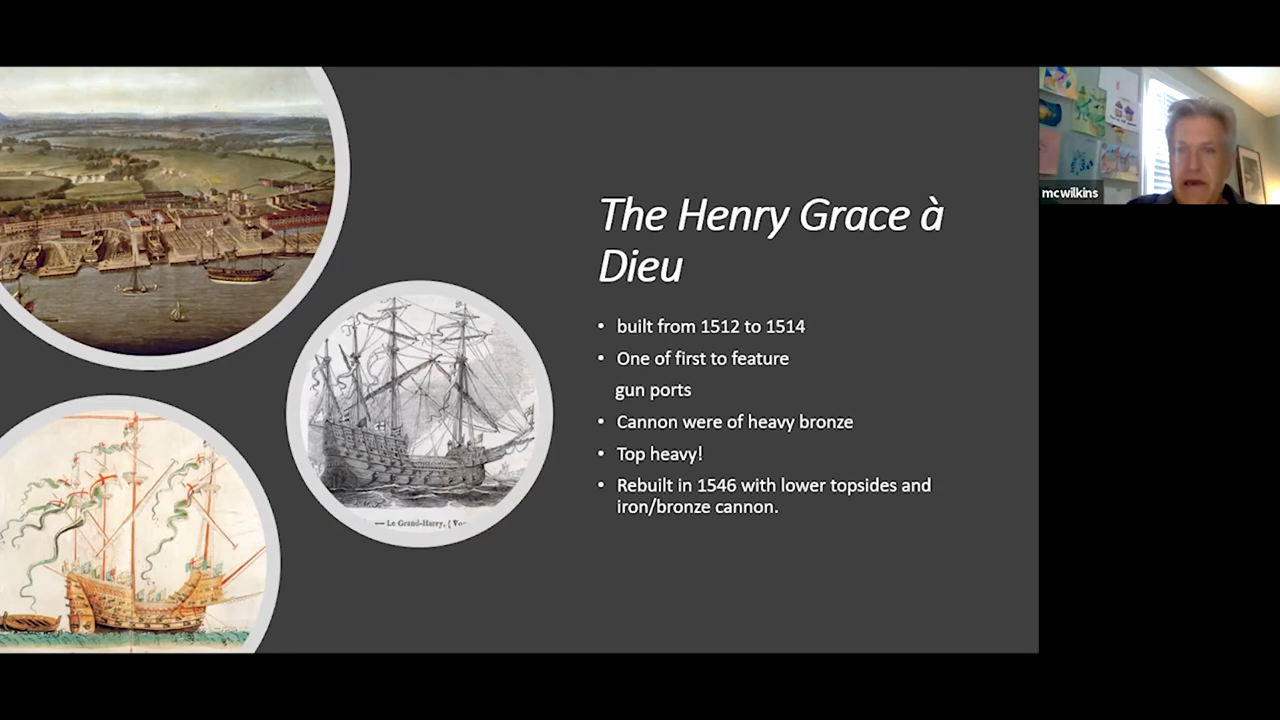 The Henry Grace à
Dieu
• built from 1512 to 1514
• One of first to feature
gun ports
• Cannon were of heavy bronze
• Top heavy!
• Rebuilt in 1546 with lower topsides and
iron/bronze cannon.
— Le Grand-Harry, (
mcwilkins